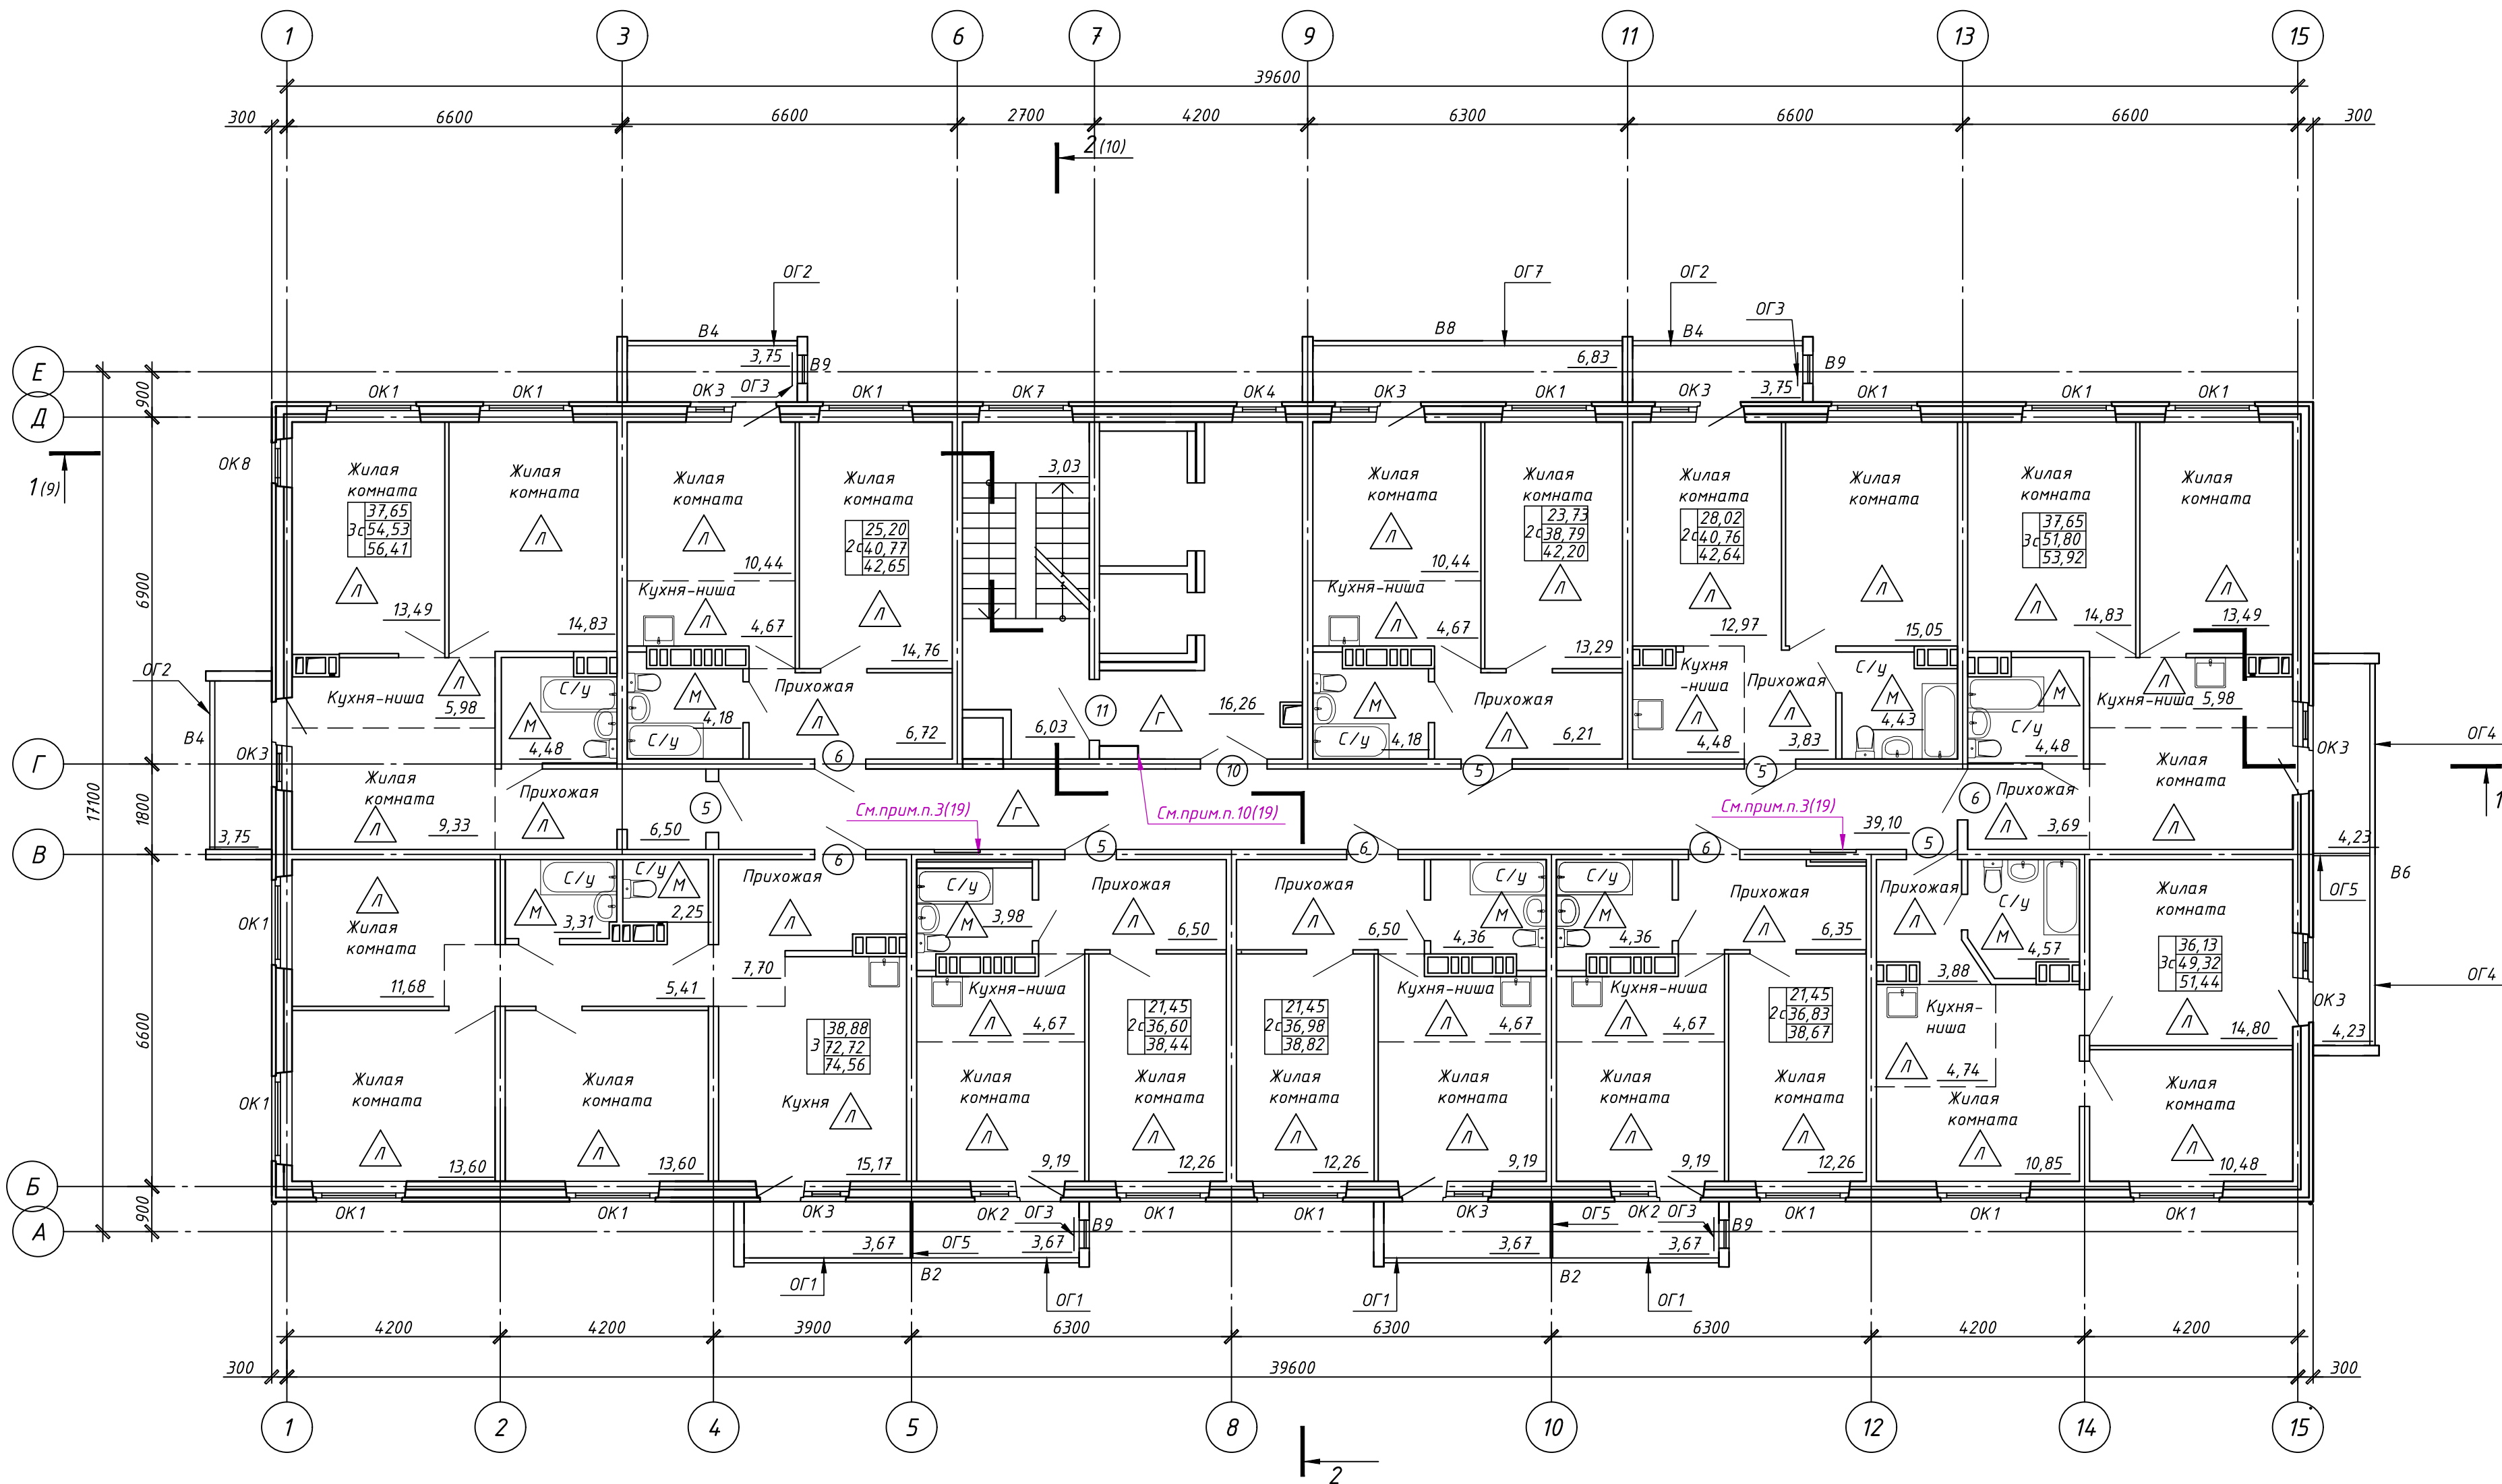 1 3 6 7 9 11 13 15
39600
300 6600 6600 2700 4200 6300 6600 6600 300
2 (10)
ОГ2 ОГ7 ОГ2
ОГ3
В4 В8 В4
Е 3,75 В9 6,83 В9
900 ОК1 ОК1 ОК3 ОГ3 ОК1 ОК7 ОК4 ОК3 ОК1 ОК3 3,75 ОК1 ОК1 ОК1
Д
ОК8
1(9)
Жилая Жилая Жилая Жилая 3,03 Жилая Жилая Жилая Жилая Жилая Жилая
комната комната комната комната комната комната комната комната комната комната
3с 37,65 54,53 56,41
2с 25,20 40,77 42,65
2с 23,73 38,79 42,20
2с 28,02 40,76 42,64
3с 37,65 51,80 53,92
Л Л Л Л Л Л Л Л Л Л
10,44 10,44
6900
Кухня-ниша Кухня-ниша
Л Л
13,49 14,83 4,67 14,76 4,67 13,29 12,97 15,05 14,83 13,49
ОГ2
Кухня-ниша Л С/у М Прихожая Прихожая Кухня
-ниша
Прихожая С/у М М Л Кухня-ниша
5,98 М 4,18 С/у Л 6,72 6,03 11 Г 16,26 М С/у 4,18 Л 6,21 Л 4,48 Л 3,83 4,43 С/у 4,48 5,98
4,48
В4 ОК3 ОК3 ОГ4
Г 6 10 5 5
17100
1800
Жилая
комната
Прихожая 5
Л 9,33 Л 6,50
См.прим.п.3(19) Г См.прим.п.10(19) См.прим.п.3(19)
39,10 6 Прихожая
Л 3,69
Жилая
комната
Л
1
3,75 4,23
В 6 5 6 6 5
ОГ5 В6
Л С/у М С/у М Прихожая С/у Прихожая Прихожая С/у С/у Прихожая Прихожая С/у Жилая
комната
ОК1 Жилая
комната
3,31 2,25 Л М 3,98 Л 6,50 Л 6,50 М 4,36 М 4,36 Л 6,35 Л М 4,57
3с 36,13 49,32 51,44
11,68 5,41 7,70
3,88
Кухня-ниша Кухня-ниша Кухня-ниша Кухня-
ниша
Л 4,67 Л 4,67 Л 4,67 Л 4,74
Л 14,80
ОК3
4,23
ОГ4
6600
3 38,88 72,72 74,56
2с 21,45 36,60 38,44
2с 21,45 36,98 38,82
2с 21,45 36,83 38,67
ОК1
Жилая Жилая Жилая Жилая Жилая Жилая Жилая Жилая Жилая Жилая
комната комната Кухня комната комната комната комната комната комната комната комната
Л Л Л Л Л Л Л Л Л Л Л
13,60 13,60 15,17 9,19 12,26 12,26 9,19 9,19 12,26 10,85 10,48
Б
900 ОК1 ОК1 ОК3 ОК2 ОГ3 В9 ОК1 ОК1 ОК3 ОГ5 ОК2 ОГ3 В9 ОК1 ОК1 ОК1
А
3,67 ОГ5 3,67 3,67 3,67
ОГ1 В2 ОГ1 ОГ1 В2 ОГ1
4200 4200 3900 6300 6300 6300 4200 4200
300 39600 300
1 2 4 5 8 10 12 14 15
2